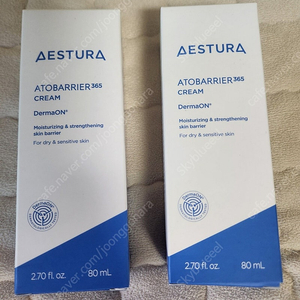 AESTURA
ATOBARRIER365
CREAM
DermaON®
Moisturizing & strengthening
skin barrier
For dry & sensitive skin
2.70 fl. oz. 80 mL
AESTURA
ATOBARRIER365
CREAM
DermaON®
Moisturizing & strengthening
skin barrier
For dry & sensitive skin
2.70 fl. oz. 80 mL